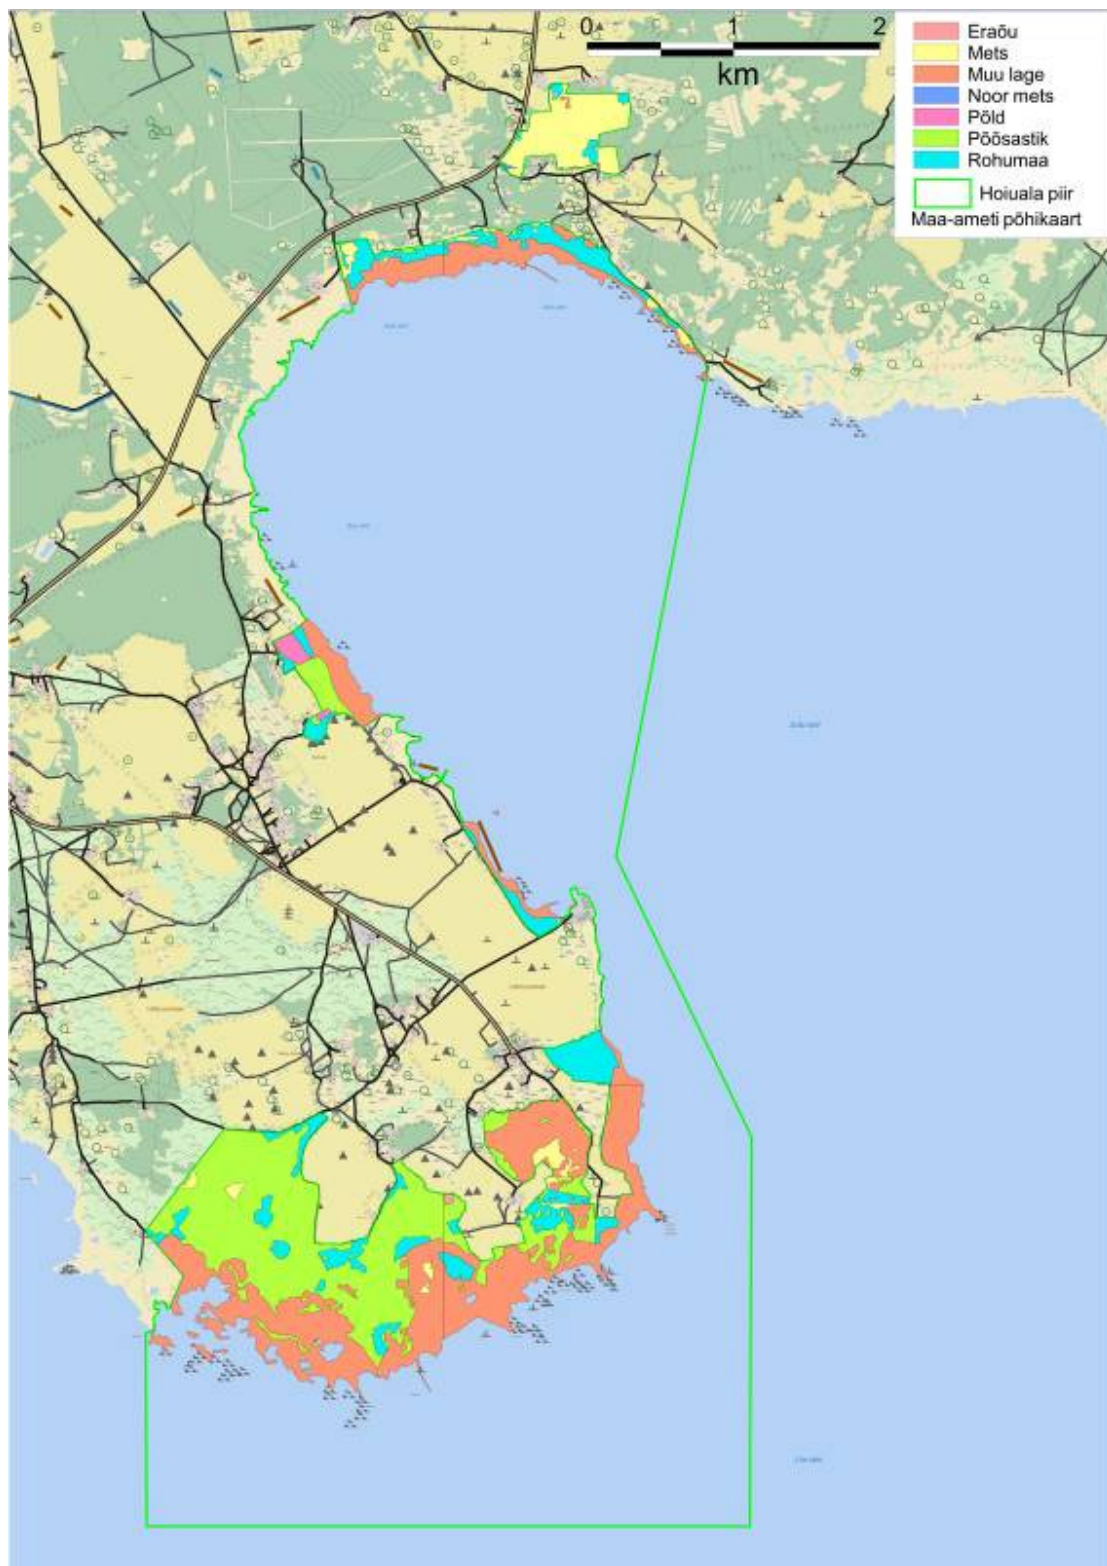 0 1 2
km
Eraõu
Mets
Muu lage
Noor mets
Põld
Põõsastik
Rohumaa
Hoiuala piir
Maa-ameti põhikaart